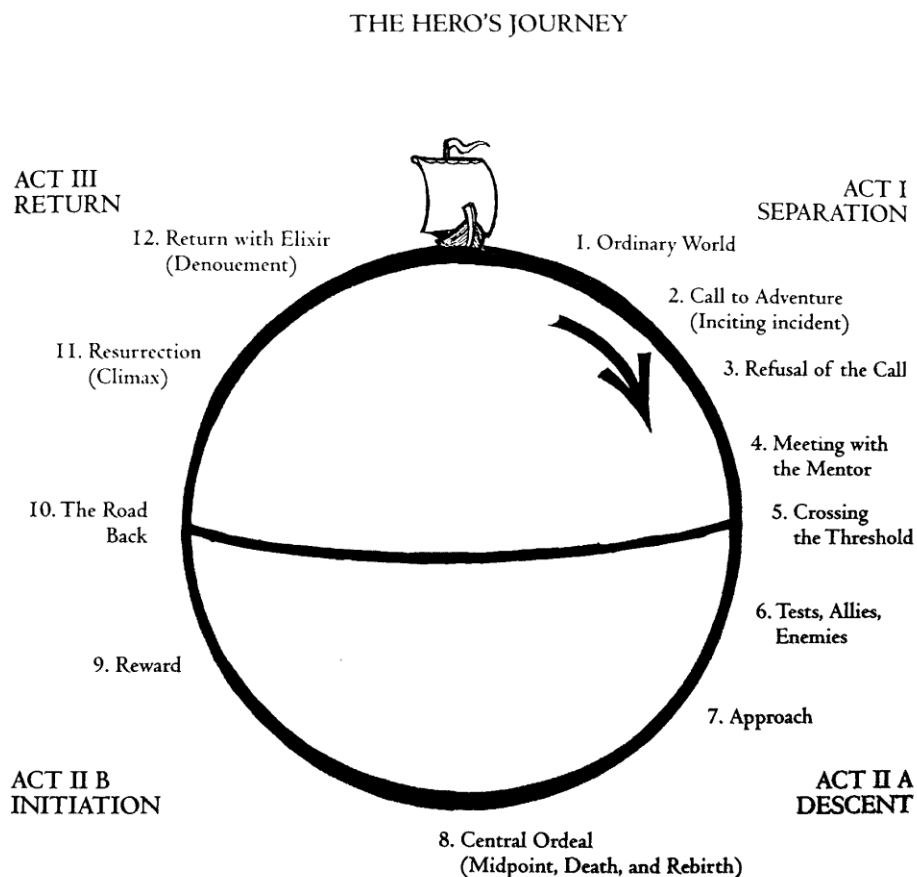 THE HERO'S JOURNEY
ACT III
RETURN
ACT I
SEPARATION
12. Return with Elixir
(Denouement)
1. Ordinary World
2. Call to Adventure
(Inciting incident)
11. Resurrection
(Climax)
3. Refusal of the Call
4. Meeting with
the Mentor
10. The Road
Back
5. Crossing
the Threshold
6. Tests, Allies,
Enemies
9. Reward
7. Approach
ACT II B
INITIATION
ACT II A
DESCENT
8. Central Ordeal
(Midpoint, Death, and Rebirth)